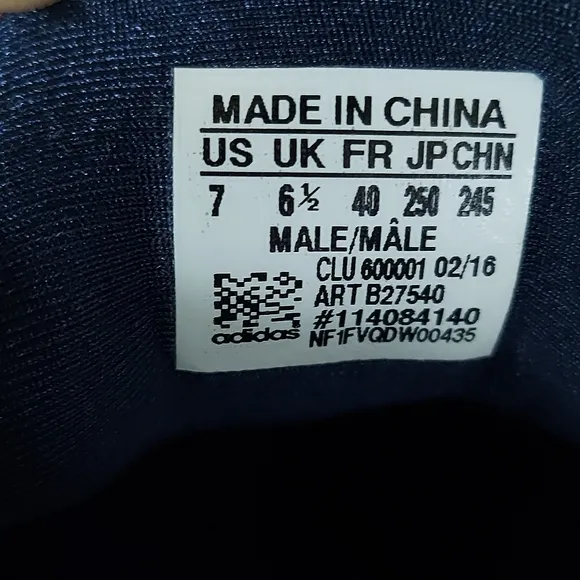 MADE IN CHINA
US UK FR JP CHN
7 6½ 40 250 245
MALE/MÂLE
CLU 600001 02/16
ART B27540
#114084140
adidas NF1FVQDW00435